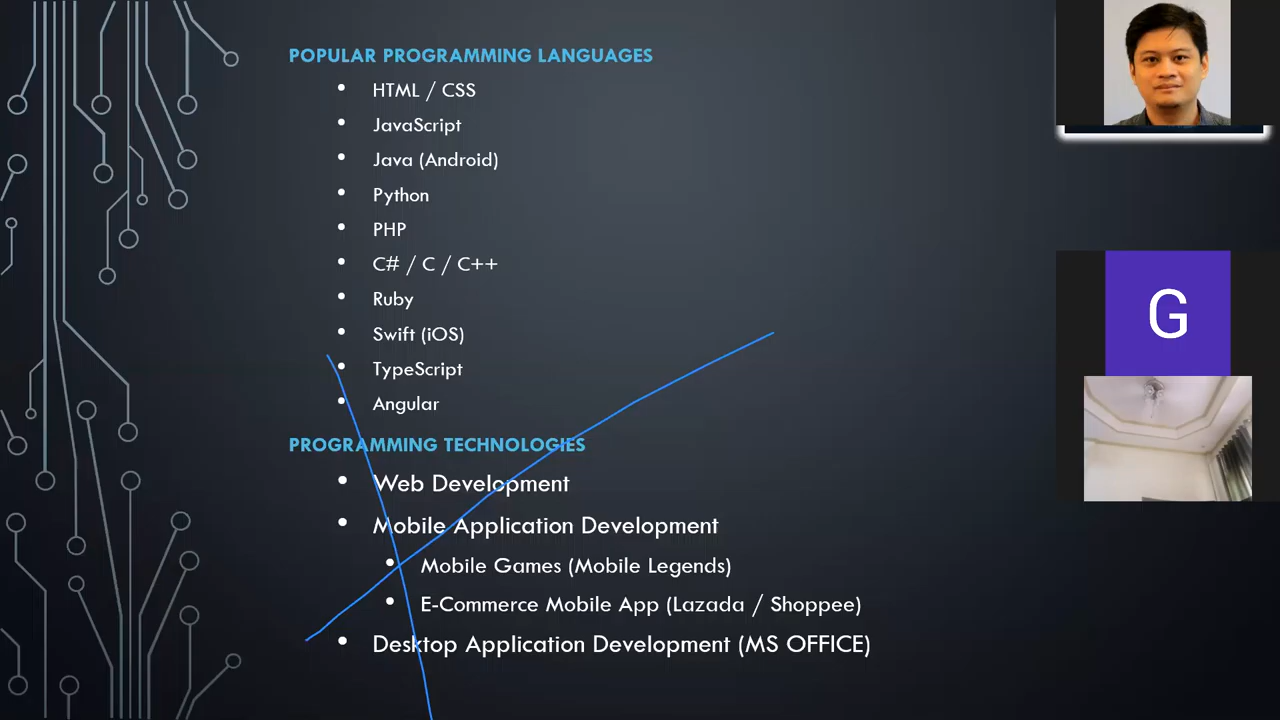 POPULAR PROGRAMMING LANGUAGES
• HTML / CSS
• JavaScript
• Java (Android)
• Python
• PHP
• C# / C / C++
• Ruby
• Swift (iOS)
• TypeScript
• Angular
PROGRAMMING TECHNOLOGIES
• Web Development
• Mobile Application Development
• Mobile Games (Mobile Legends)
• E-Commerce Mobile App (Lazada / Shoppee)
• Desktop Application Development (MS OFFICE)
G